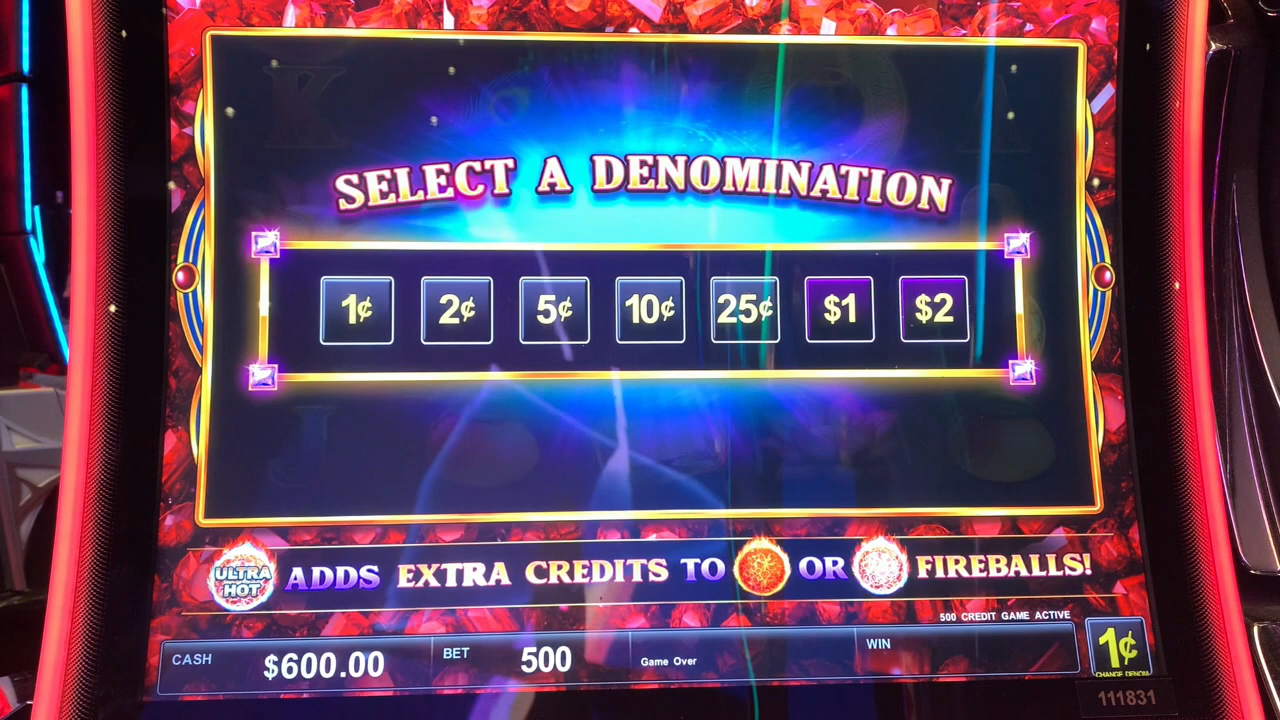 SELECT A DENOMINATION
1¢ 2¢ 5¢ 10¢ 25¢ $1 $2
ULTRA HOT ADDS EXTRA CREDITS TO OR FIREBALLS!
500 CREDIT GAME ACTIVE
CASH $600.00 BET 500 Game Over WIN
1¢
CHANGE DENOM
111831